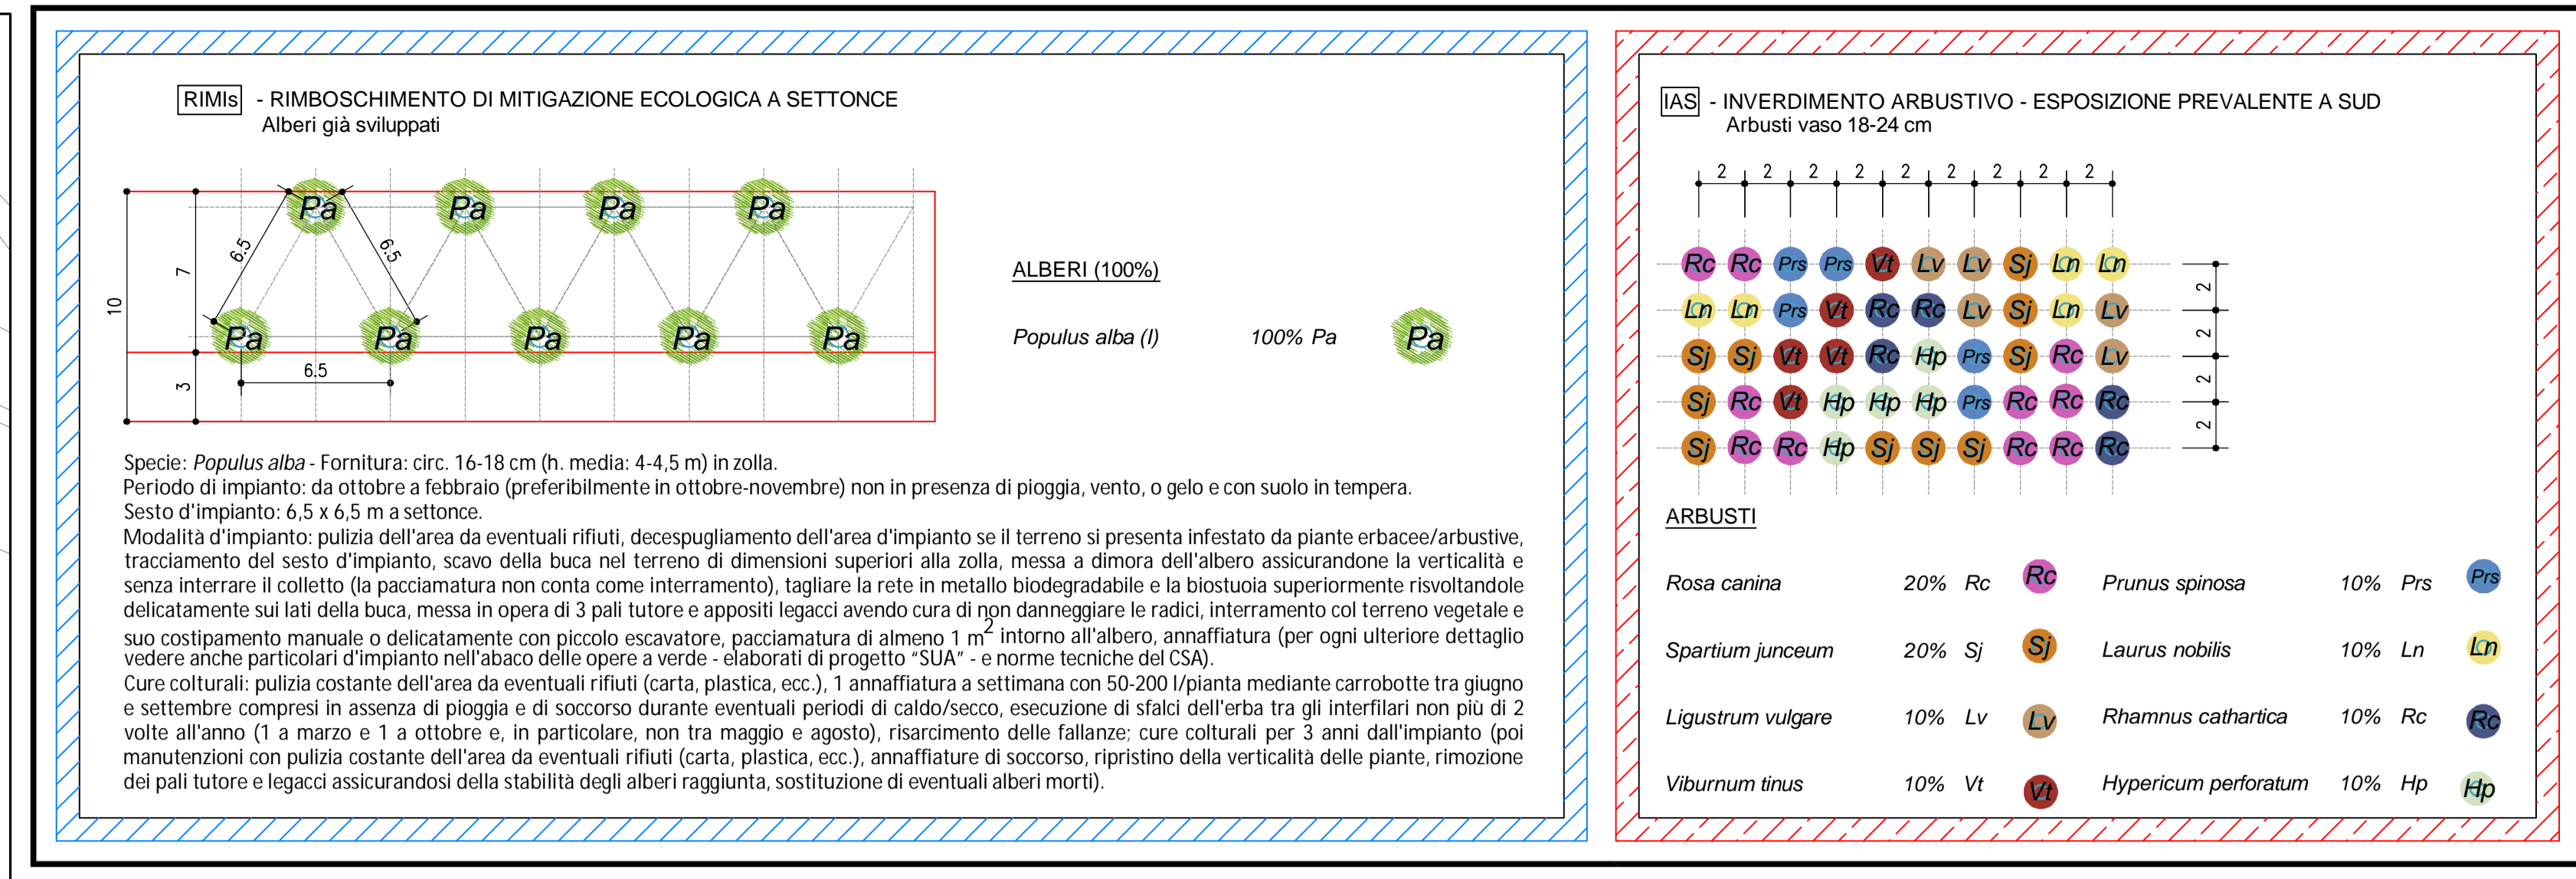 RIMIs - RIMBOSCHIMENTO DI MITIGAZIONE ECOLOGICA A SETTONCE
Alberi già sviluppati
Pa Pa Pa Pa
6.5 6.5
7
10
Pa Pa Pa Pa Pa
6.5
3
ALBERI (100%)
Populus alba (I) 100% Pa Pa
Specie: Populus alba - Fornitura: circ. 16-18 cm (h. media: 4-4,5 m) in zolla.
Periodo di impianto: da ottobre a febbraio (preferibilmente in ottobre-novembre) non in presenza di pioggia, vento, o gelo e con suolo in tempera.
Sesto d'impianto: 6,5 x 6,5 m a settonce.
Modalità d'impianto: pulizia dell'area da eventuali rifiuti, decespugliamento dell'area d'impianto se il terreno si presenta infestato da piante erbacee/arbustive,
tracciamento del sesto d'impianto, scavo della buca nel terreno di dimensioni superiori alla zolla, messa a dimora dell'albero assicurandone la verticalità e
senza interrare il colletto (la pacciamatura non conta come interramento), tagliare la rete in metallo biodegradabile e la biostuoia superiormente risvoltandole
delicatamente sui lati della buca, messa in opera di 3 pali tutore e appositi legacci avendo cura di non danneggiare le radici, interramento col terreno vegetale e
suo costipamento manuale o delicatamente con piccolo escavatore, pacciamatura di almeno 1 m2 intorno all'albero, annaffiatura (per ogni ulteriore dettaglio
vedere anche particolari d'impianto nell'abaco delle opere a verde - elaborati di progetto “SUA” - e norme tecniche del CSA).
Cure colturali: pulizia costante dell'area da eventuali rifiuti (carta, plastica, ecc.), 1 annaffiatura a settimana con 50-200 l/pianta mediante carrobotte tra giugno
e settembre compresi in assenza di pioggia e di soccorso durante eventuali periodi di caldo/secco, esecuzione di sfalci dell'erba tra gli interfilari non più di 2
volte all'anno (1 a marzo e 1 a ottobre e, in particolare, non tra maggio e agosto), risarcimento delle fallanze; cure colturali per 3 anni dall'impianto (poi
manutenzioni con pulizia costante dell'area da eventuali rifiuti (carta, plastica, ecc.), annaffiature di soccorso, ripristino della verticalità delle piante, rimozione
dei pali tutore e legacci assicurandosi della stabilità degli alberi raggiunta, sostituzione di eventuali alberi morti).
IAS - INVERDIMENTO ARBUSTIVO - ESPOSIZIONE PREVALENTE A SUD
Arbusti vaso 18-24 cm
2 2 2 2 2 2 2 2 2
Rc Rc Prs Prs Vt Lv Lv Sj Ln Ln
2
Ln Ln Prs Vt Rc Rc Lv Sj Ln Lv
2
Sj Sj Vt Vt Rc Hp Prs Sj Rc Lv
2
Sj Rc Vt Hp Hp Hp Prs Rc Rc Rc
2
Sj Rc Rc Hp Sj Sj Sj Rc Rc Rc
ARBUSTI
Rosa canina 20% Rc Rc Prunus spinosa 10% Prs Prs
Spartium junceum 20% Sj Sj Laurus nobilis 10% Ln Ln
Ligustrum vulgare 10% Lv Lv Rhamnus cathartica 10% Rc Rc
Viburnum tinus 10% Vt Vt Hypericum perforatum 10% Hp Hp